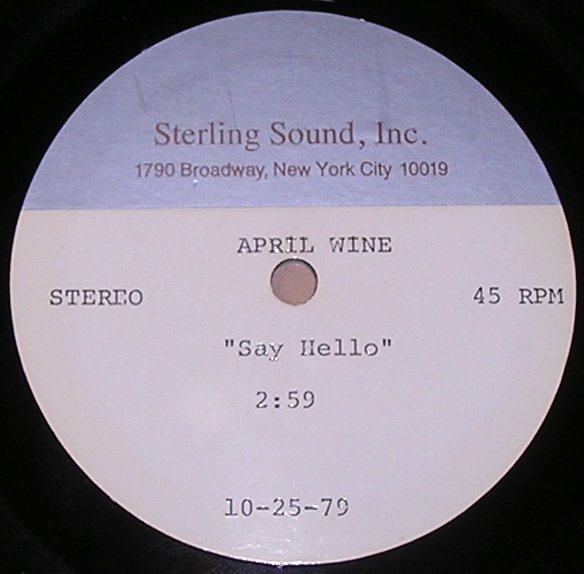 Sterling Sound, Inc.
1790 Broadway, New York City 10019
APRIL WINE
STEREO 45 RPM
"Say Hello"
2:59
10-25-79